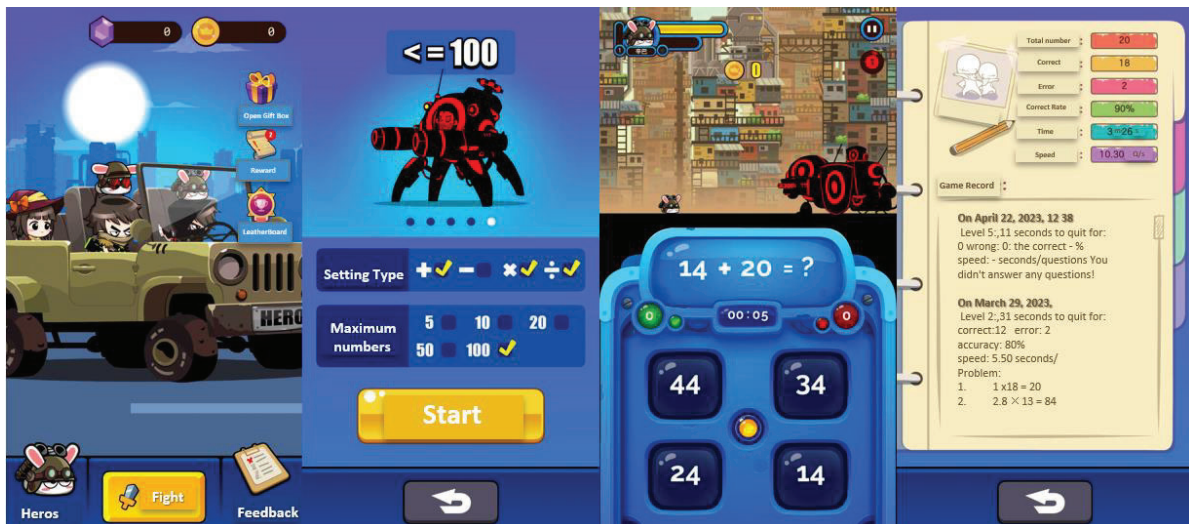 0
0
Open Gift Box
Reward
Leatherboard
HERO
Heros
Fight
Feedback
<=100
Setting Type
+ - × ÷
Maximum
numbers
5 10 20
50 100
Start
0
14 + 20 = ?
0
00:05
0
44
34
24
14
Total number : 20
Correct : 18
Error : 2
Correct Rate : 90%
Time : 3 m 26 s
Speed : 10.30 Q/s
Game Record :
On April 22, 2023, 12 38
Level 5:,11 seconds to quit for:
0 wrong: 0: the correct - %
speed: - seconds/questions You
didn't answer any questions!
On March 29, 2023,
Level 2:,31 seconds to quit for:
correct:12 error: 2
accuracy: 80%
speed: 5.50 seconds/
Problem:
1. 1 x18 = 20
2. 2.8 × 13 = 84